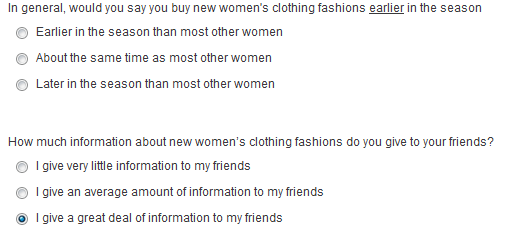 In general, would you say you buy new women's clothing fashions earlier in the season
Earlier in the season than most other women
About the same time as most other women
Later in the season than most other women
How much information about new women's clothing fashions do you give to your friends?
I give very little information to my friends
I give an average amount of information to my friends
I give a great deal of information to my friends